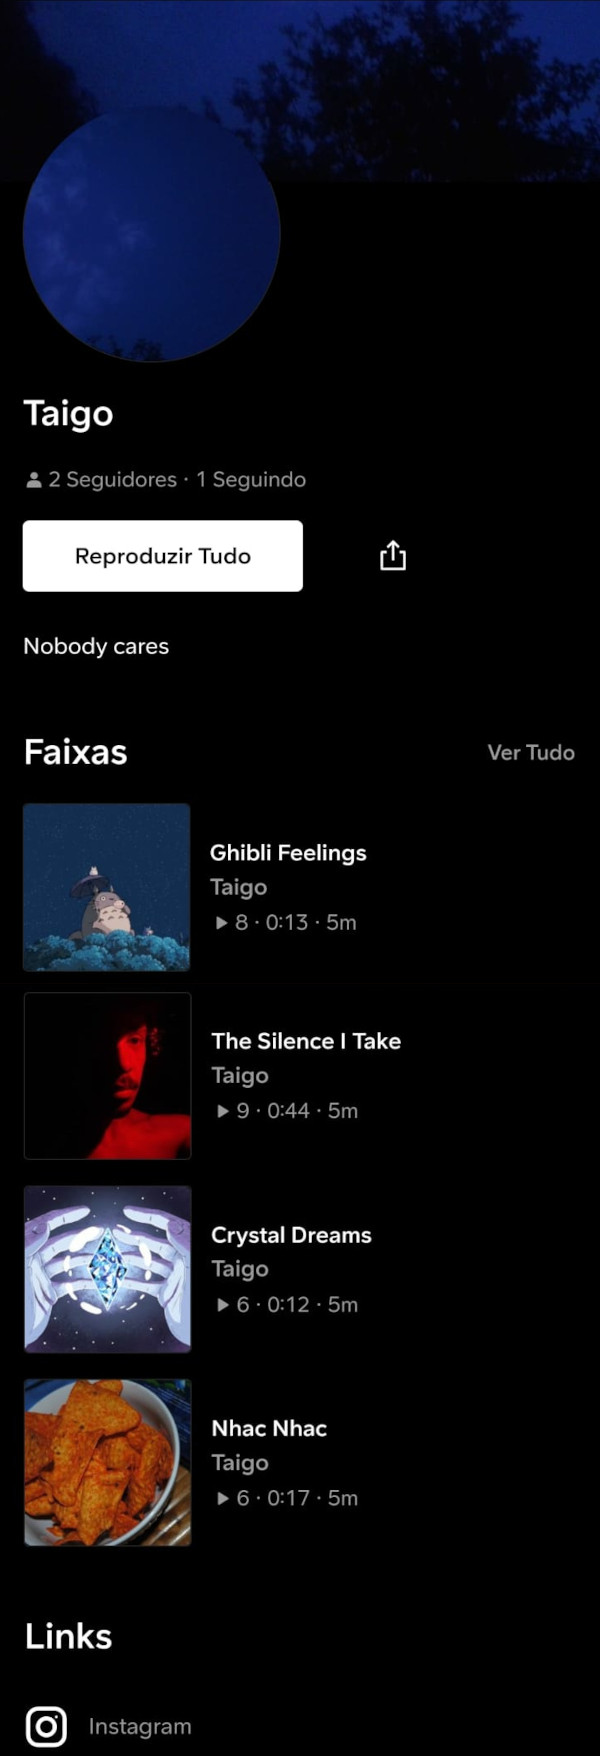 Taigo
2 Seguidores · 1 Seguindo
Reproduzir Tudo
Nobody cares
Faixas
Ver Tudo
Ghibli Feelings
Taigo
8 · 0:13 · 5m
The Silence I Take
Taigo
9 · 0:44 · 5m
Crystal Dreams
Taigo
6 · 0:12 · 5m
Nhac Nhac
Taigo
6 · 0:17 · 5m
Links
Instagram